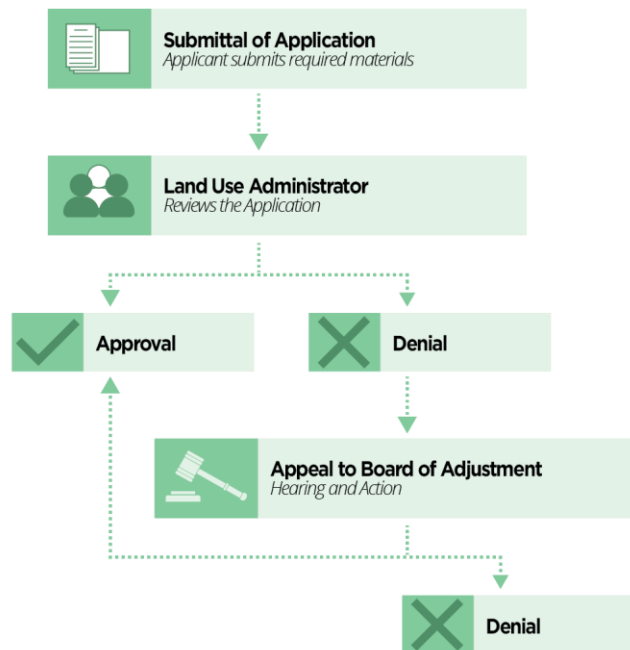 Submittal of Application
Applicant submits required materials
Land Use Administrator
Reviews the Application
Approval
Denial
Appeal to Board of Adjustment
Hearing and Action
Denial